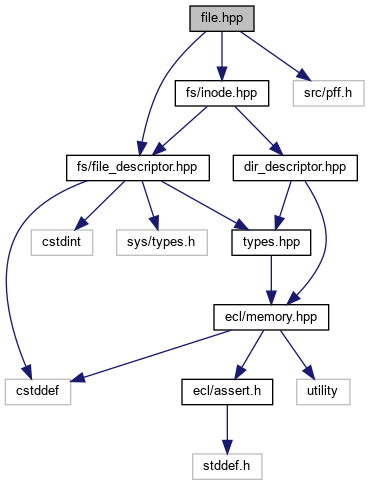 file.hpp
fs/inode.hpp
src/pff.h
fs/file_descriptor.hpp
dir_descriptor.hpp
cstdint
sys/types.h
types.hpp
ecl/memory.hpp
cstddef
ecl/assert.h
utility
stddef.h